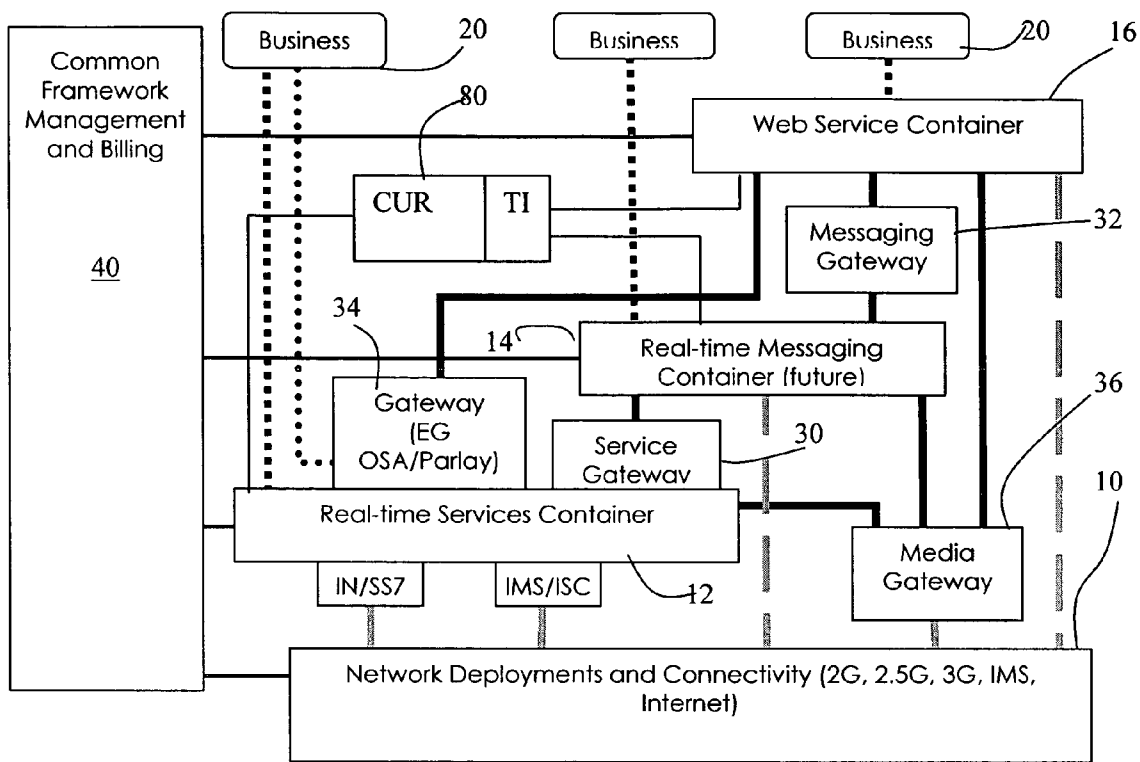 Business
20
Business
Business
20
16
Common
Framework
Management
and Billing
40
80
Web Service Container
CUR
TI
Messaging
Gateway
32
34
14
Real-time Messaging
Container (future)
36
Gateway
(EG
OSA/Parlay)
Service
Gateway
30
10
Real-time Services Container
Media
Gateway
IN/SS7
IMS/ISC
12
Network Deployments and Connectivity (2G, 2.5G, 3G, IMS,
Internet)